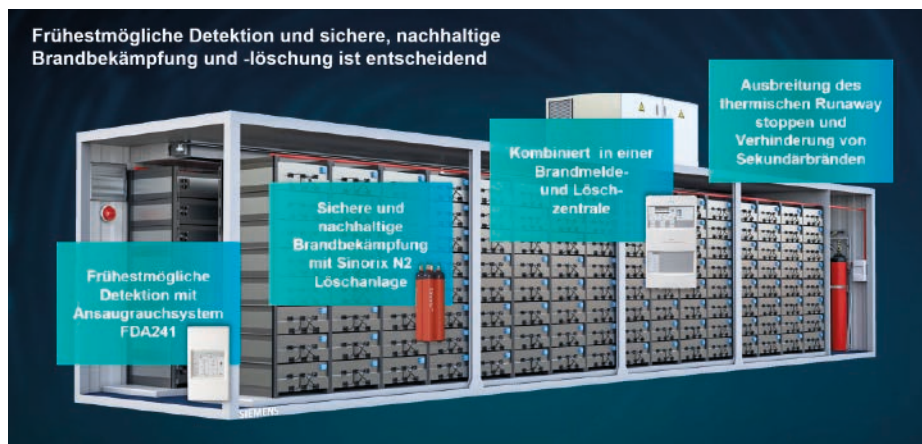 Frühestmögliche Detektion und sichere, nachhaltige
Brandbekämpfung und -löschung ist entscheidend
Ausbreitung des
thermischen Runaway
stoppen und
Verhinderung von
Sekundärbränden
Kombiniert in einer
Brandmelde-
und Lösch-
zentrale
Sichere und
nachhaltige
Brandbekämpfung
mit Sinorix N2
Löschanlage
Frühestmögliche
Detektion mit
Ansaugrauchsystem
FDA241
SIEMENS